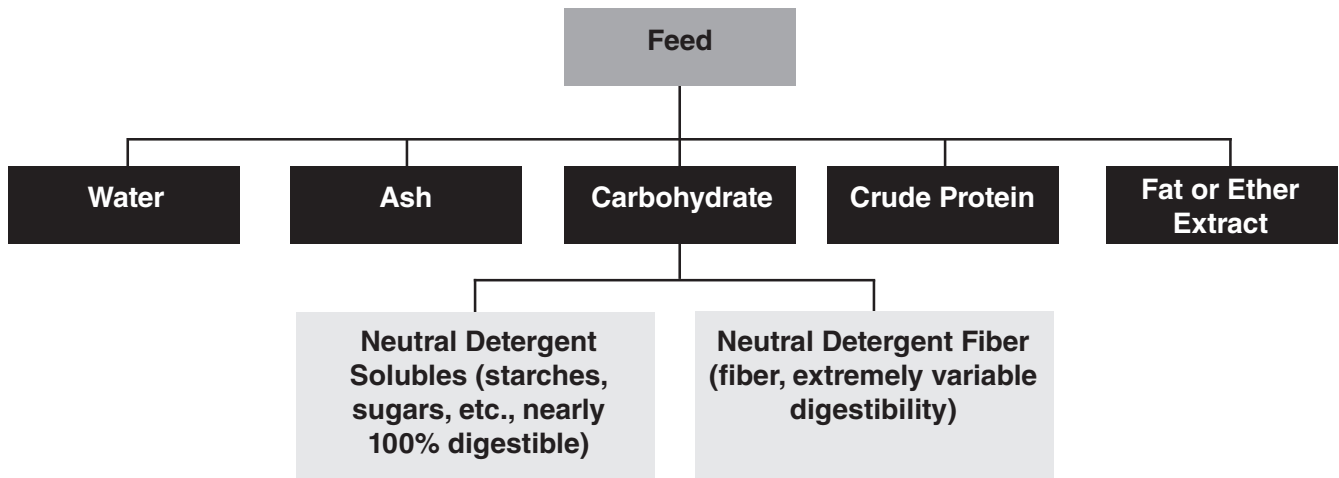 Feed
Water
Ash
Carbohydrate
Crude Protein
Fat or Ether
Extract
Neutral Detergent
Solubles (starches,
sugars, etc., nearly
100% digestible)
Neutral Detergent Fiber
(fiber, extremely variable
digestibility)